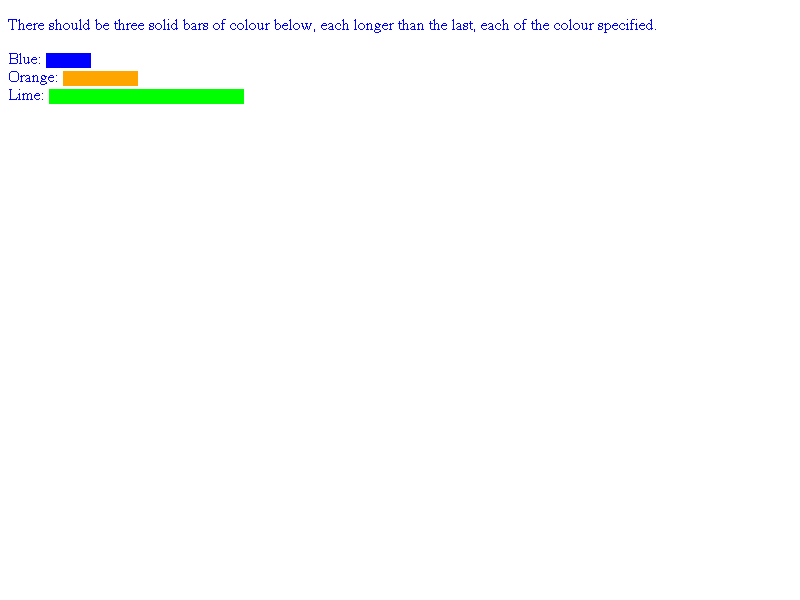 There should be three solid bars of colour below, each longer than the last, each of the colour specified.
Blue:
Orange:
Lime: